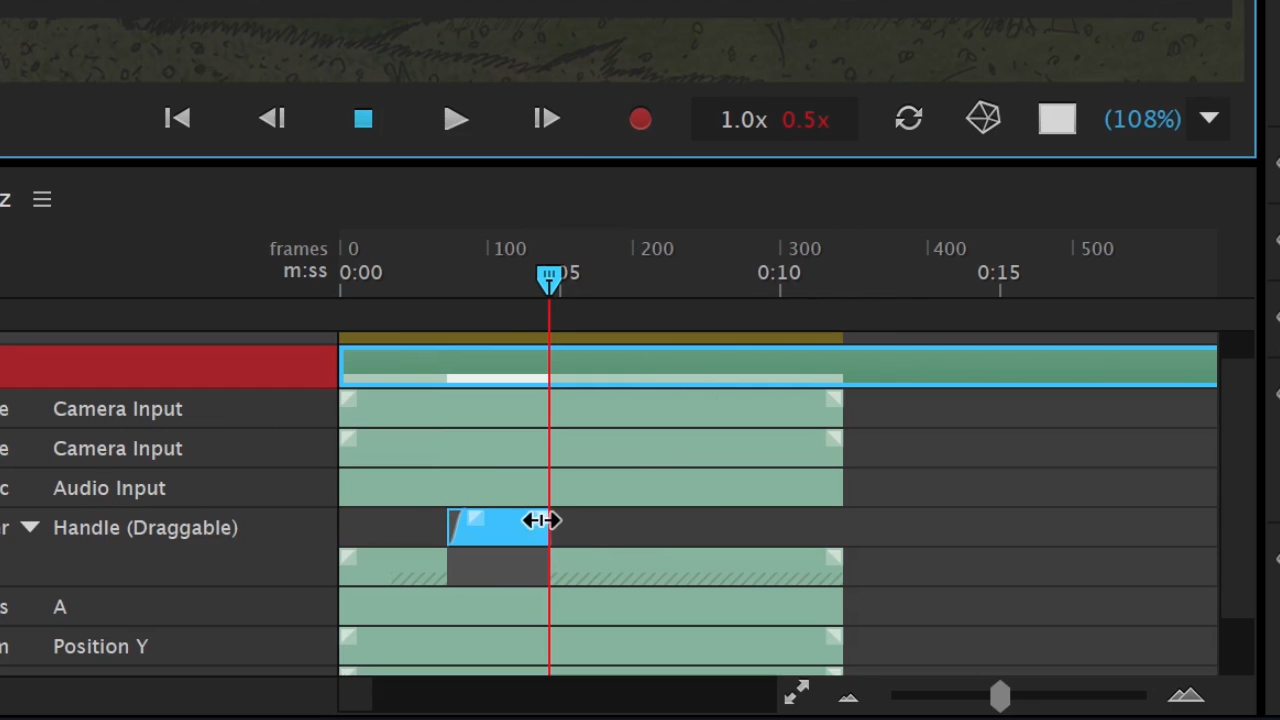 1.0x 0.5x (108%)
z
frames 0 100 200 300 400 500
m:ss 0:00 05 0:10 0:15
e Camera Input
e Camera Input
c Audio Input
r Handle (Draggable)
s A
m Position Y